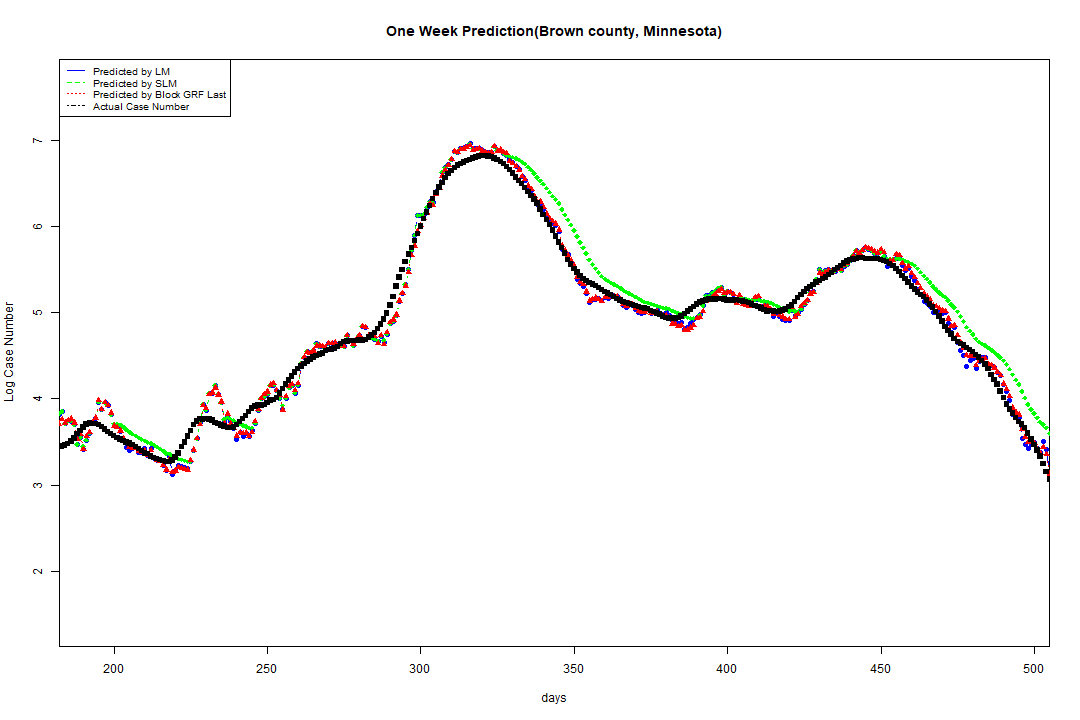 One Week Prediction(Brown county, Minnesota)
Predicted by LM
Predicted by SLM
Predicted by Block GRF Last
Actual Case Number
7
6
5
4
3
2
Log Case Number
200 250 300 350 400 450 500
days